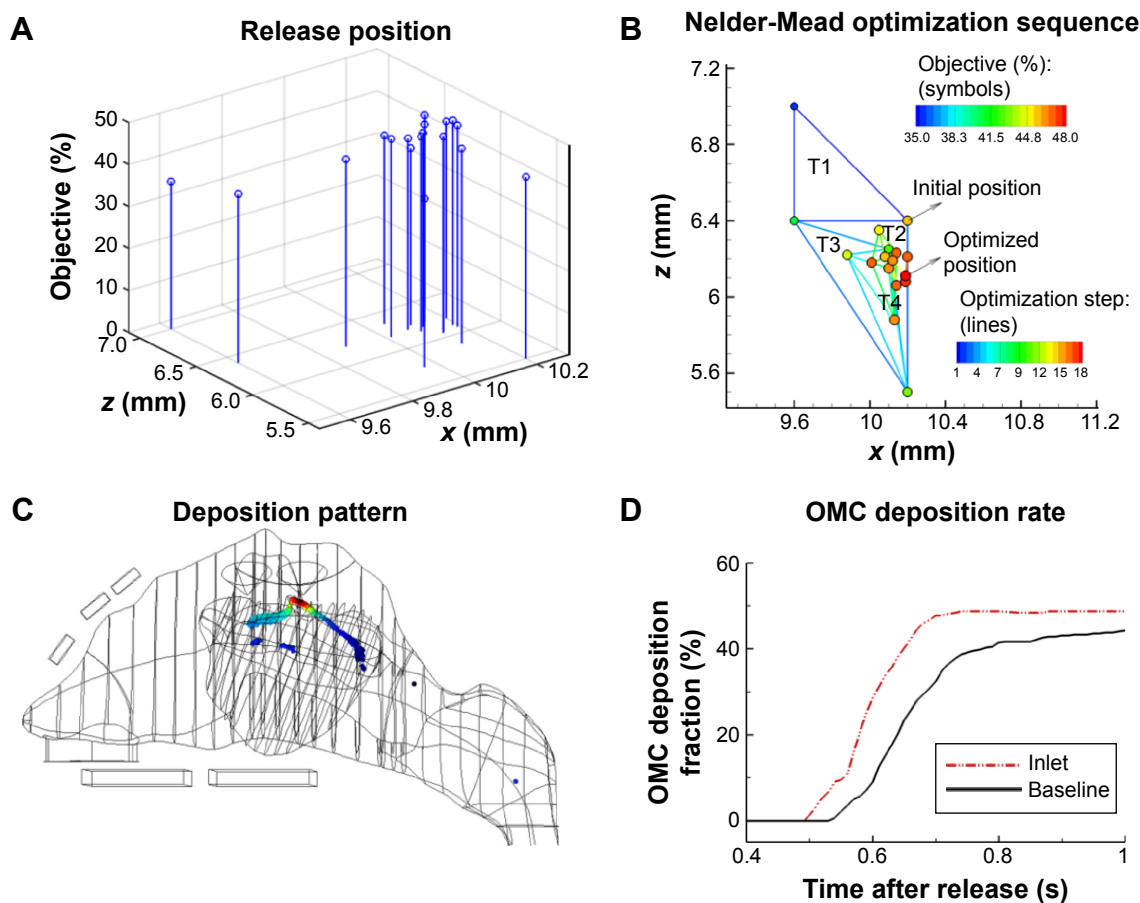 A
Release position
Objective (%)
50
40
30
20
10
0
7.0
6.5
6.0
5.5
z (mm)
9.6
9.8
10
10.2
x (mm)
B
Nelder-Mead optimization sequence
Objective (%):
(symbols)
35.0 38.3 41.5 44.8 48.0
7.2
6.8
6.4
6
5.6
z (mm)
T1
T2
T3
T4
Initial position
Optimized
position
Optimization step:
(lines)
1 4 7 9 12 15 18
9.6 10 10.4 10.8 11.2
x (mm)
C
Deposition pattern
D
OMC deposition rate
OMC deposition
fraction (%)
60
40
20
0
Inlet
Baseline
0.4 0.6 0.8 1
Time after release (s)